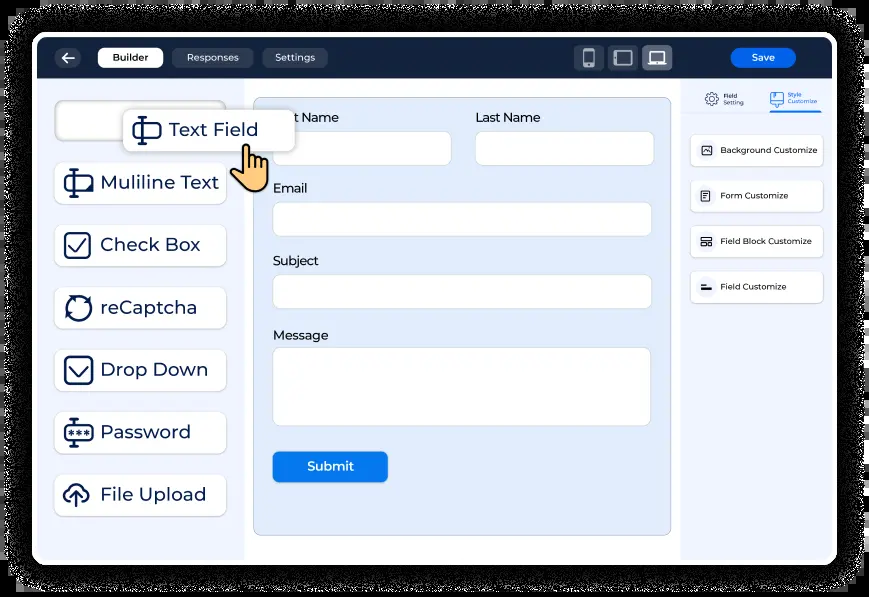 Builder
Responses
Settings
Save
Text Field
Muliline Text
Check Box
reCaptcha
Drop Down
Password
File Upload
t Name
Last Name
Email
Subject
Message
Submit
Field
Setting
Style
Customize
Background Customize
Form Customize
Field Block Customize
Field Customize